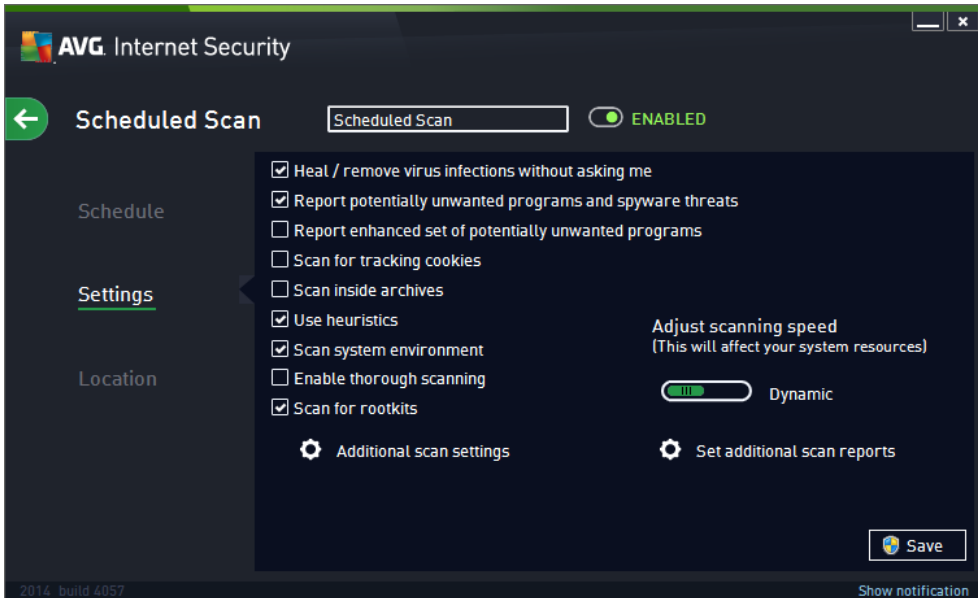 AVG. Internet Security
Scheduled Scan
Scheduled Scan
ENABLED
Schedule
Settings
Location
Heal / remove virus infections without asking me
Report potentially unwanted programs and spyware threats
Report enhanced set of potentially unwanted programs
Scan for tracking cookies
Scan inside archives
Use heuristics
Scan system environment
Enable thorough scanning
Scan for rootkits
Adjust scanning speed
(This will affect your system resources)
Dynamic
Additional scan settings
Set additional scan reports
Save
2014 build 4057
Show notification